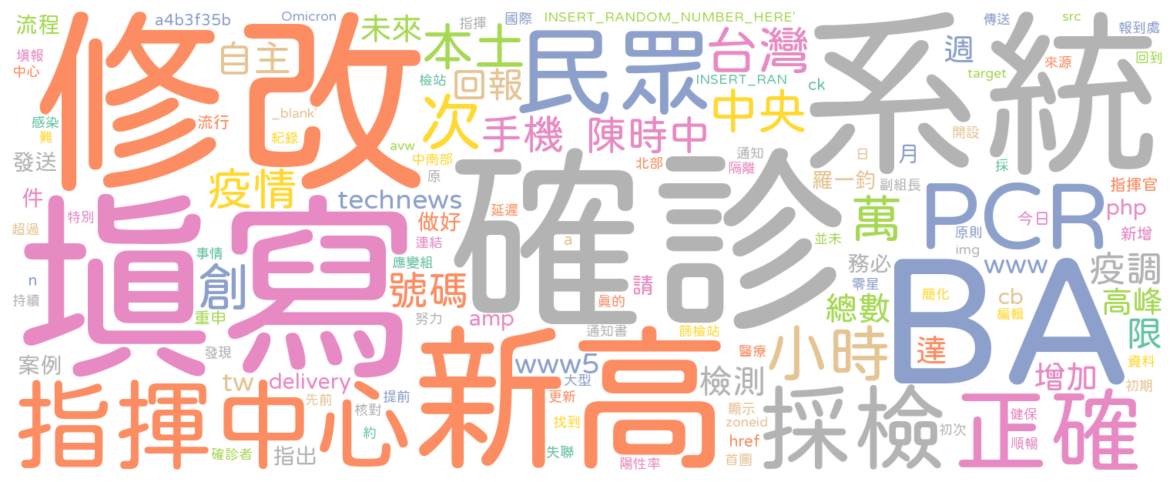 流程
a4b3f35b
Omicron
指揮
國際
INSERT_RANDOM_NUMBER_HERE'
傳送
src
報到處
填報
中心
修改
自主
未來
本土
民眾
台灣
系統
週
target
來源
回到
檢站
回報
INSERT_RAN
ck
_blank'
感染
難
流行
紀錄
次
手機
陳時中
中央
開設
avw
中南部
原
北部
通知
隔離
日
月
採
發送
疫情
確診
羅一鈞
副組長
指揮官
件
technews
延遲
做好
萬
PCR
今日
php
新增
超過
特別
填寫
連結
a
並未
原則
img
n
持續
事情
創
應變組
號碼
請
真的
務必
www
疫調
重申
努力
amp
通知書
篩檢站
總數
零星
BA
簡化
cb
編輯
高峰
限
案例
發現
新高
www5
醫療
小時
達
資料
指揮中心
tw
delivery
先前
提前
大型
更新
檢測
增加
初期
核對
約
找到
顯示
zoneid
採檢
正確
健保
順暢
確診者
指出
失聯
陽性率
href
首圖
初次